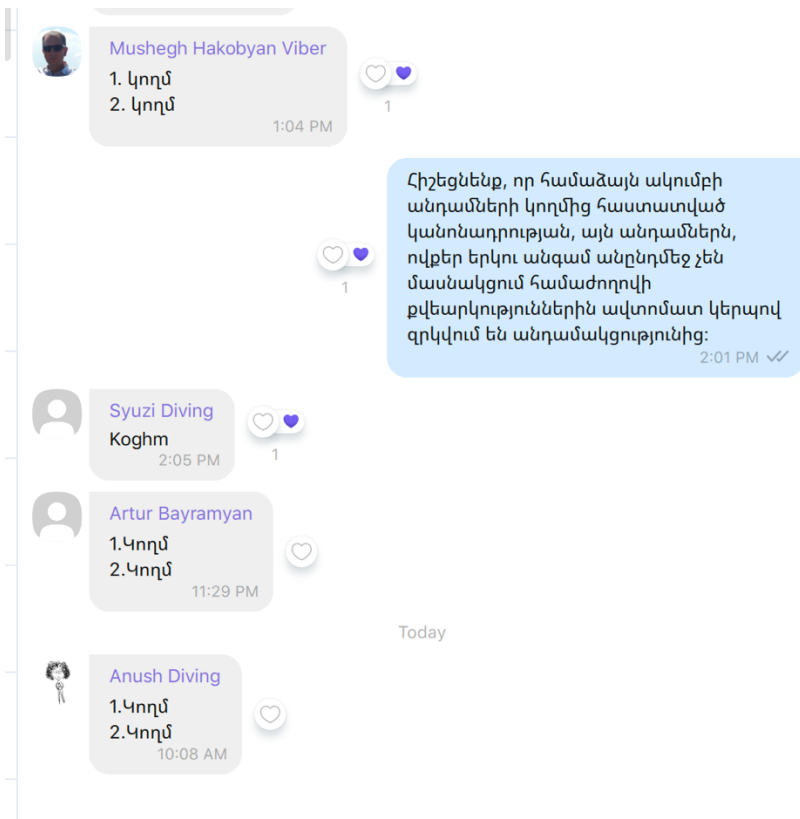 Mushegh Hakobyan Viber
1. կողմ
2. կողմ
1
1:04 PM
Հիշեցնենք, որ համաձայն ակումբի
անդամների կողմից հաստատված
կանոնադրության, այն անդամներն,
ովքեր երկու անգամ անընդմեջ չեն
մասնակցում համաժողովի
քվեարկություններին ավտոմատ կերպով
զրկվում են անդամակցությունից:
1
2:01 PM
Syuzi Diving
Koghm
2:05 PM
1
Artur Bayramyan
1.Կողմ
2.Կողմ
11:29 PM
Today
Anush Diving
1.Կողմ
2.Կողմ
10:08 AM